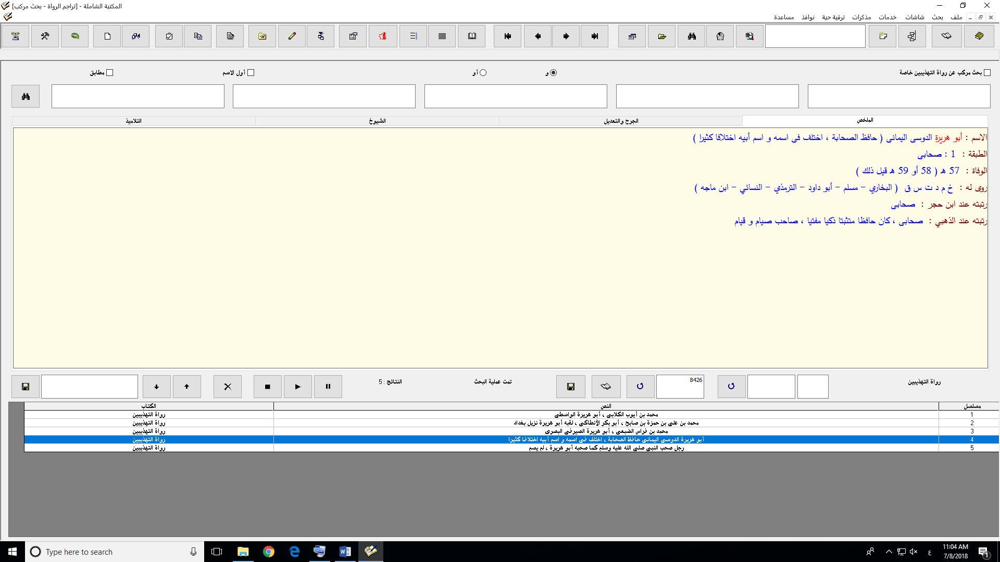 المكتبة الشاملة - [تراجم الرواة - بحث مركب]
ملف بحث شاشات خدمات مذكرات ترقية حية نوافذ مساعدة
بحث مركب عن رواة التهذيبين خاصة
و
أو
أول الاسم
مطابق
الملخص
الجرح والتعديل
الشيوخ
التلاميذ
الاسم : أبو هريرة الدوسى اليمانى ( حافظ الصحابة ، اختلف فى اسمه و اسم أبيه اختلافا كثيرا )
الطبقة : 1 : صحابى
الوفاة : 57 هـ ( 58 أو 59 هـ قيل ذلك )
روى له : خ م د ت س ق ( البخاري - مسلم - أبو داود - الترمذي - النسائي - ابن ماجه )
رتبته عند ابن حجر : صحابى
رتبته عند الذهبي : صحابى ، كان حافظا متثبتا ذكيا مفتيا ، صاحب صيام و قيام
رواة التهذيبين
8426
تمت عملية البحث
النتائج : 5
مسلسل النص الكتاب
1 محمد بن أيوب الكلابى ، أبو هريرة الواسطى رواة التهذيبين
2 محمد بن على بن حمزة بن صابح ، أبو بكر الأنطاكى ، لقبه أبو هريرة نزيل بغداد رواة التهذيبين
3 محمد بن فراس الضبعى ، أبو هريرة الصيرفى البصرى رواة التهذيبين
4 أبو هريرة الدوسى اليمانى حافظ الصحابة ، اختلف فى اسمه و اسم أبيه اختلافا كثيرا رواة التهذيبين
5 رجل صحب النبى صلى الله عليه وسلم كما صحبه أبو هريرة ، لم يسم رواة التهذيبين
Type here to search
ع
11:04 AM
7/8/2018
1